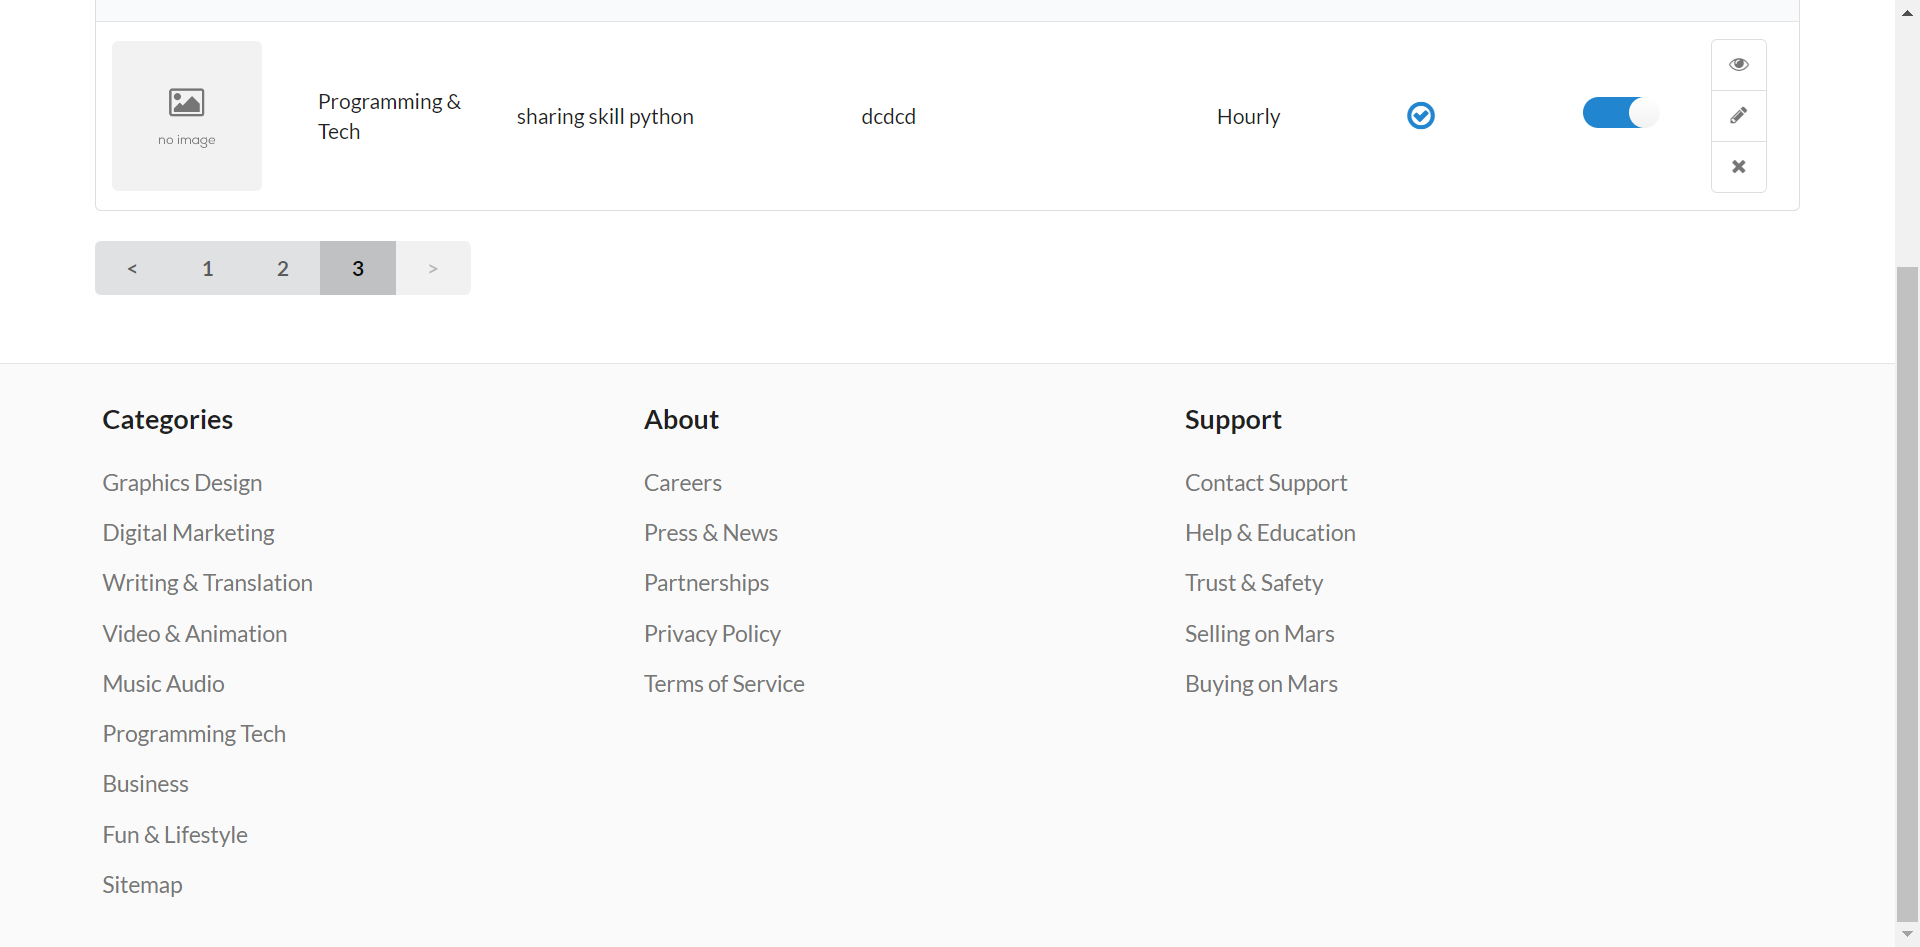 no image
Programming &
Tech
sharing skill python
dcdcd
Hourly
< 1 2 3 >
Categories
Graphics Design
Digital Marketing
Writing & Translation
Video & Animation
Music Audio
Programming Tech
Business
Fun & Lifestyle
Sitemap
About
Careers
Press & News
Partnerships
Privacy Policy
Terms of Service
Support
Contact Support
Help & Education
Trust & Safety
Selling on Mars
Buying on Mars